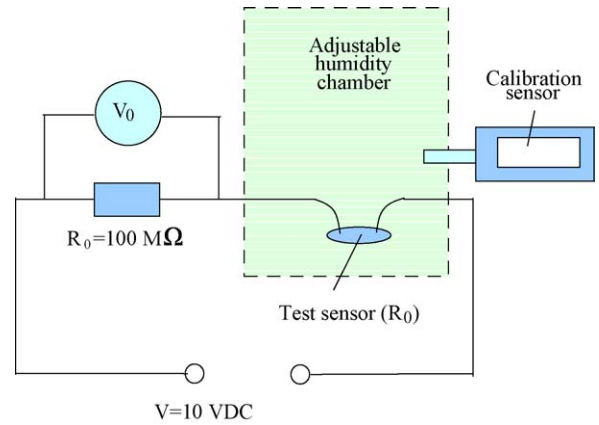 Adjustable
humidity
chamber
Calibration
sensor
V₀
R₀=100 MΩ
Test sensor (R₀)
V=10 VDC